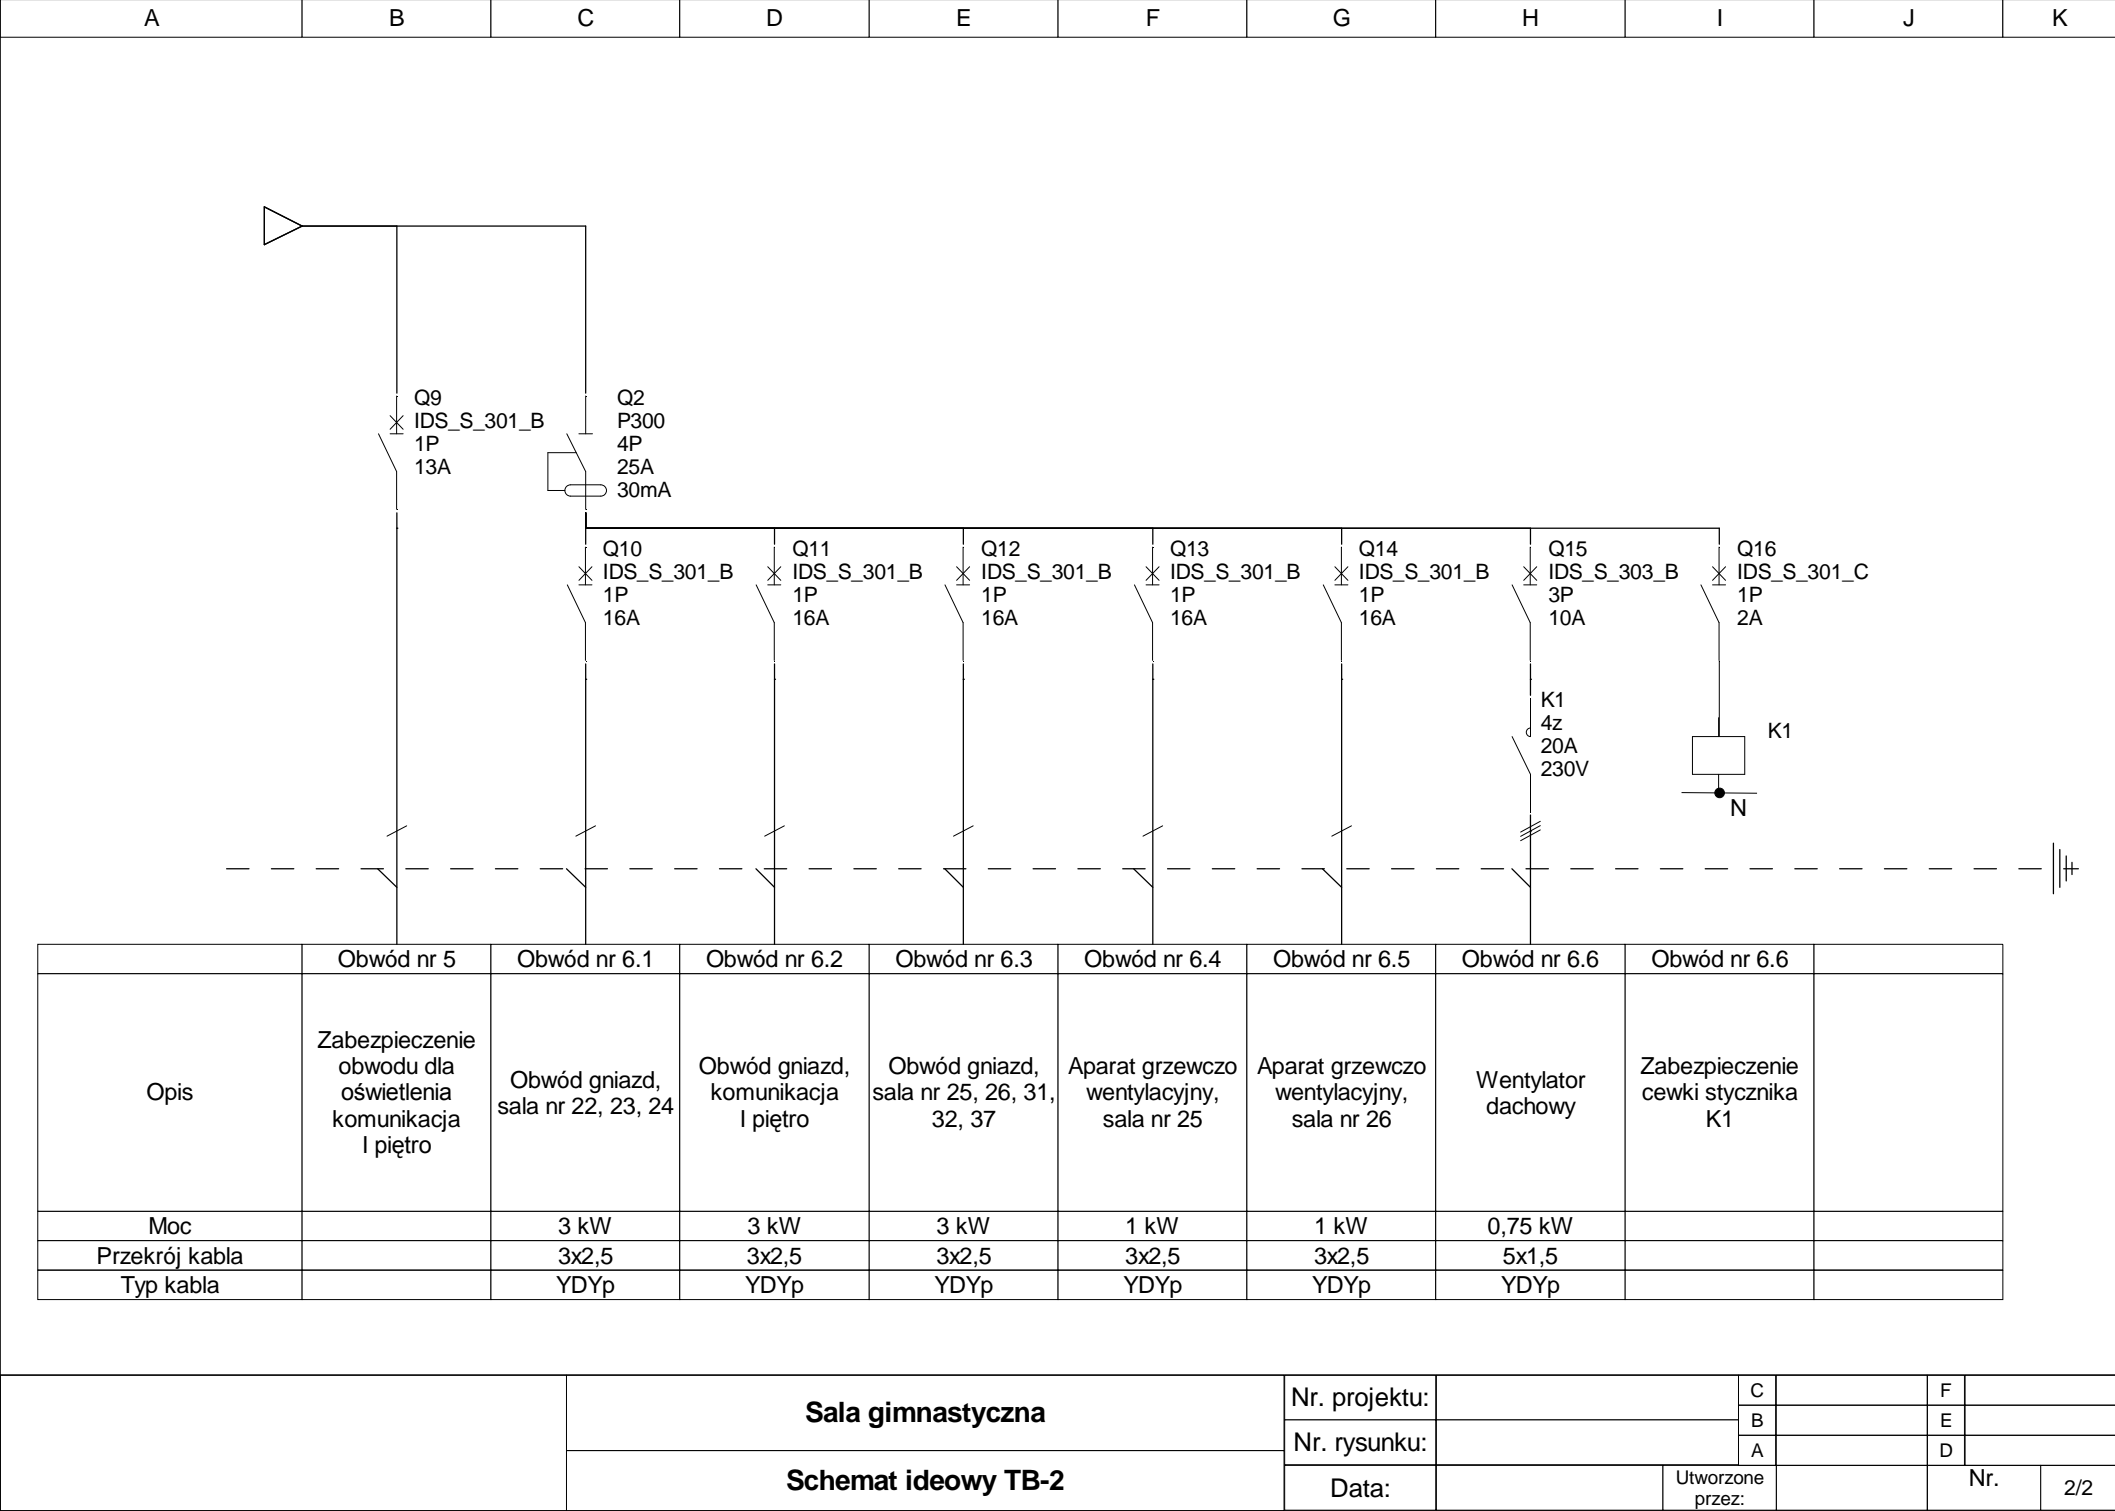 A B C D E F G H I J K
Q9
IDS_S_301_B
1P
13A
Q2
P300
4P
25A
30mA
Q10
IDS_S_301_B
1P
16A
Q11
IDS_S_301_B
1P
16A
Q12
IDS_S_301_B
1P
16A
Q13
IDS_S_301_B
1P
16A
Q14
IDS_S_301_B
1P
16A
Q15
IDS_S_303_B
3P
10A
Q16
IDS_S_301_C
1P
2A
K1
4z
20A
230V
K1
N
Obwód nr 5 Obwód nr 6.1 Obwód nr 6.2 Obwód nr 6.3 Obwód nr 6.4 Obwód nr 6.5 Obwód nr 6.6 Obwód nr 6.6
Opis
Zabezpieczenie
obwodu dla
oświetlenia
komunikacja
I piętro
Obwód gniazd,
sala nr 22, 23, 24
Obwód gniazd,
komunikacja
I piętro
Obwód gniazd,
sala nr 25, 26, 31,
32, 37
Aparat grzewczo
wentylacyjny,
sala nr 25
Aparat grzewczo
wentylacyjny,
sala nr 26
Wentylator
dachowy
Zabezpieczenie
cewki stycznika
K1
Moc 3 kW 3 kW 3 kW 1 kW 1 kW 0,75 kW
Przekrój kabla 3x2,5 3x2,5 3x2,5 3x2,5 3x2,5 5x1,5
Typ kabla YDYp YDYp YDYp YDYp YDYp YDYp
Sala gimnastyczna
Schemat ideowy TB-2
Nr. projektu:
Nr. rysunku:
Data:
C F
B E
A D
Utworzone
przez:
Nr. 2/2